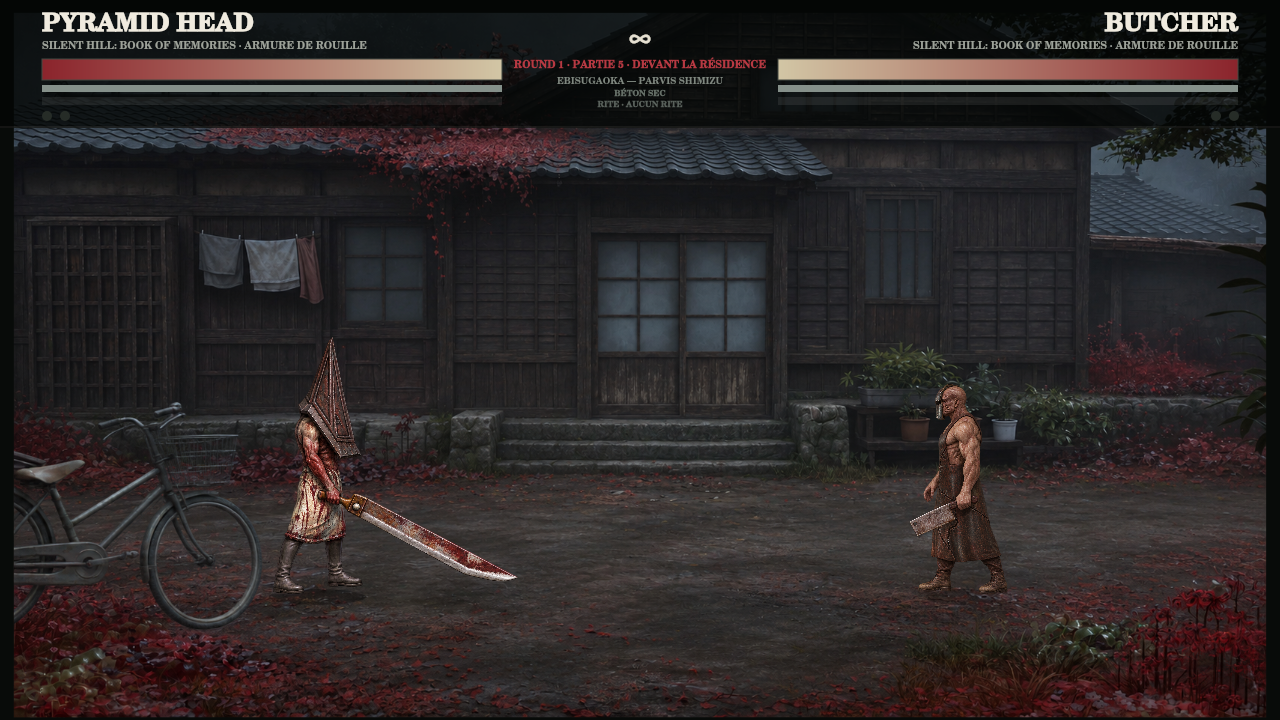 PYRAMID HEAD
SILENT HILL: BOOK OF MEMORIES · ARMURE DE ROUILLE
∞
ROUND 1 · PARTIE 5 · DEVANT LA RÉSIDENCE
EBISUGAOKA — PARVIS SHIMIZU
BÉTON SEC
RITE · AUCUN RITE
BUTCHER
SILENT HILL: BOOK OF MEMORIES · ARMURE DE ROUILLE